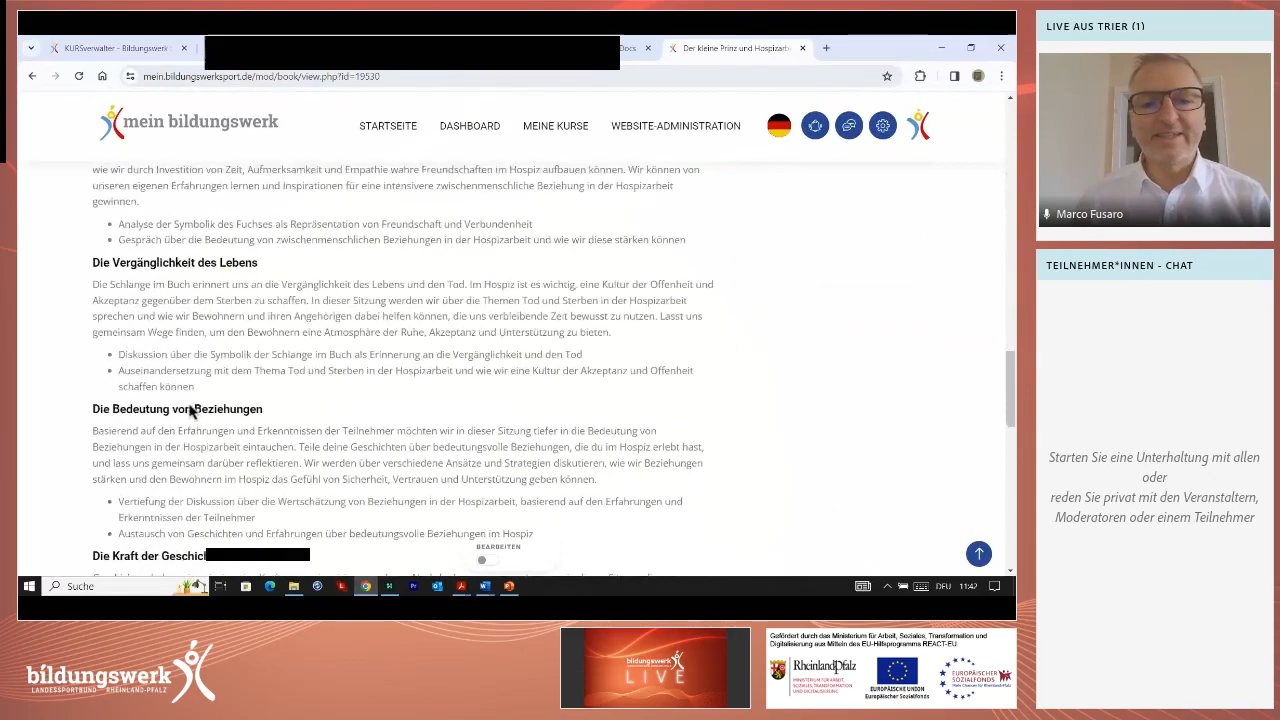 LIVE AUS TRIER (1)
KURSverwalter - Bildungswerk
Docs
Der kleine Prinz und Hospizarb
mein.bildungswerksport.de/mod/book/view.php?id=19530
mein bildungswerk
STARTSEITE DASHBOARD MEINE KURSE WEBSITE-ADMINISTRATION
wie wir durch Investition von Zeit, Aufmerksamkeit und Empathie wahre Freundschaften im Hospiz aufbauen können. Wir können von
unseren eigenen Erfahrungen lernen und Inspirationen für eine intensivere zwischenmenschliche Beziehung in der Hospizarbeit
gewinnen.
Analyse der Symbolik des Fuchses als Repräsentation von Freundschaft und Verbundenheit
Gespräch über die Bedeutung von zwischenmenschlichen Beziehungen in der Hospizarbeit und wie wir diese stärken können
Die Vergänglichkeit des Lebens
Die Schlange im Buch erinnert uns an die Vergänglichkeit des Lebens und den Tod. Im Hospiz ist es wichtig, eine Kultur der Offenheit und
Akzeptanz gegenüber dem Sterben zu schaffen. In dieser Sitzung werden wir über die Themen Tod und Sterben in der Hospizarbeit
sprechen und wie wir Bewohnern und ihren Angehörigen dabei helfen können, die uns verbleibende Zeit bewusst zu nutzen. Lasst uns
gemeinsam Wege finden, um den Bewohnern eine Atmosphäre der Ruhe, Akzeptanz und Unterstützung zu bieten.
Diskussion über die Symbolik der Schlange im Buch als Erinnerung an die Vergänglichkeit und den Tod
Auseinandersetzung mit dem Thema Tod und Sterben in der Hospizarbeit und wie wir eine Kultur der Akzeptanz und Offenheit
schaffen können
Die Bedeutung von Beziehungen
Basierend auf den Erfahrungen und Erkenntnissen der Teilnehmer möchten wir in dieser Sitzung tiefer in die Bedeutung von
Beziehungen in der Hospizarbeit eintauchen. Teile deine Geschichten über bedeutungsvolle Beziehungen, die du im Hospiz erlebt hast,
und lass uns gemeinsam darüber reflektieren. Wir werden über verschiedene Ansätze und Strategien diskutieren, wie wir Beziehungen
stärken und den Bewohnern im Hospiz das Gefühl von Sicherheit, Vertrauen und Unterstützung geben können.
Vertiefung der Diskussion über die Wertschätzung von Beziehungen in der Hospizarbeit, basierend auf den Erfahrungen und
Erkenntnissen der Teilnehmer
Austausch von Geschichten und Erfahrungen über bedeutungsvolle Beziehungen im Hospiz
BEARBEITEN
Die Kraft der Geschic
Suche
DEU 11:42
Marco Fusaro
TEILNEHMER*INNEN - CHAT
Starten Sie eine Unterhaltung mit allen
oder
reden Sie privat mit den Veranstaltern,
Moderatoren oder einem Teilnehmer
bildungswerk
LANDESSPORTBUND RHEINLAND-PFALZ
bildungswerk
LIVE
Gefördert durch das Ministerium für Arbeit, Soziales, Transformation und
Digitalisierung aus Mitteln des EU-Hilfsprogramms REACT-EU.
RheinlandPfalz
MINISTERIUM FÜR ARBEIT,
SOZIALES, TRANSFORMATION
UND DIGITALISIERUNG
EUROPÄISCHE UNION
Europäischer Sozialfonds
EUROPÄISCHER
SOZIALFONDS